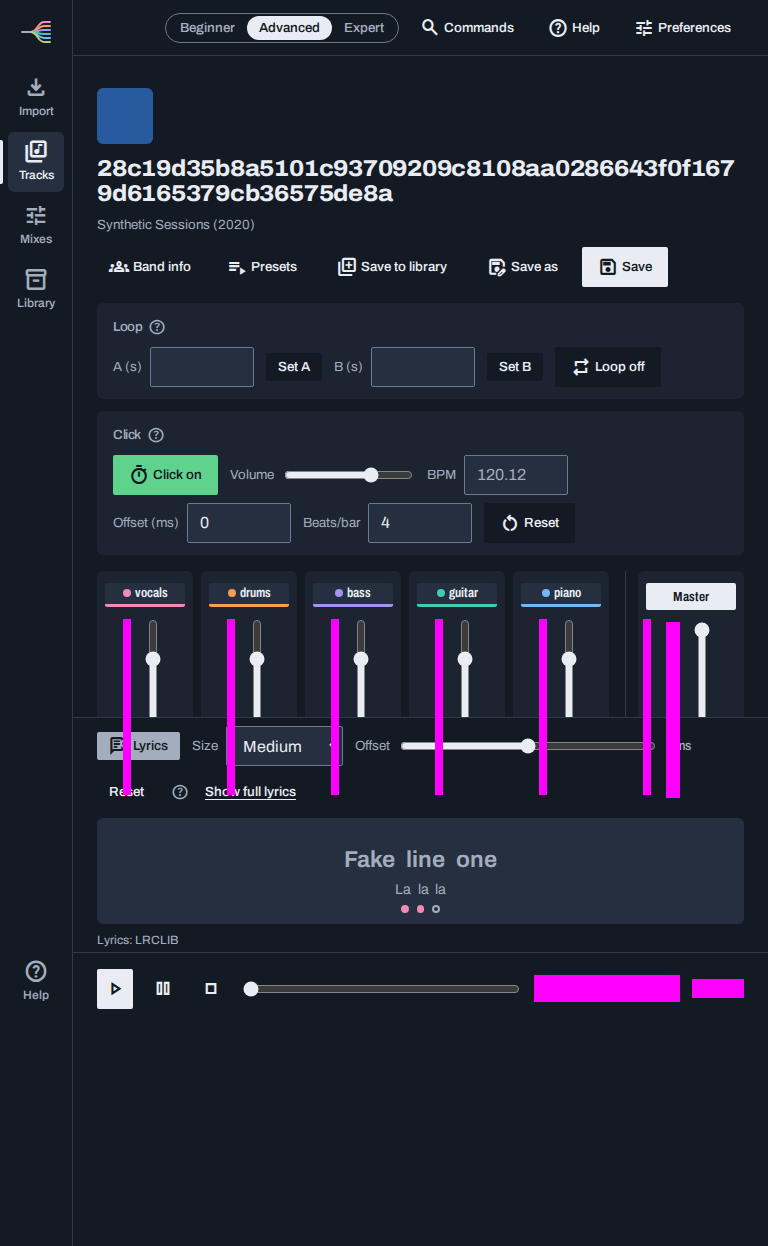 Beginner Advanced Expert Commands Help Preferences
Import
Tracks
Mixes
Library
Help
28c19d35b8a5101c93709209c8108aa0286643f0f167
9d6165379cb36575de8a
Synthetic Sessions (2020)
Band info Presets Save to library Save as Save
Loop
A (s) Set A B (s) Set B Loop off
Click
Click on Volume BPM 120.12
Offset (ms) 0 Beats/bar 4 Reset
vocals drums bass guitar piano Master
Lyrics Size Medium Offset
Show full lyrics
Fake line one
La la la
Lyrics: LRCLIB